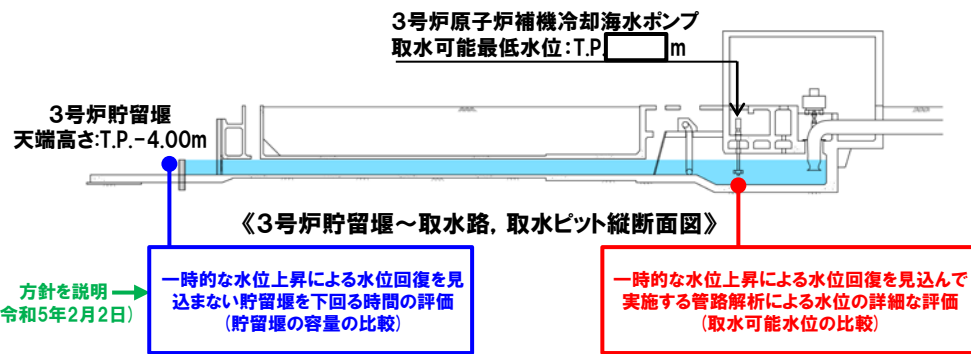 3号炉原子炉補機冷却海水ポンプ
取水可能最低水位:T.P. m
3号炉貯留堰
天端高さ:T.P.-4.00m
《3号炉貯留堰~取水路, 取水ピット縦断面図》
方針を説明
令和5年2月2日)
一時的な水位上昇による水位回復を見
込まない貯留堰を下回る時間の評価
(貯留堰の容量の比較)
一時的な水位上昇による水位回復を見込んで
実施する管路解析による水位の詳細な評価
(取水可能水位の比較)